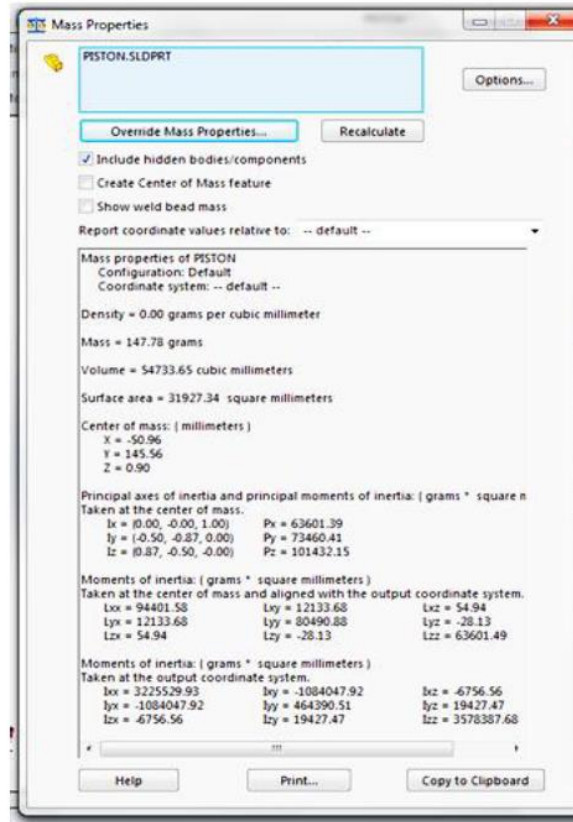 Mass Properties
PISTON.SLDPRT
Options...
Override Mass Properties...
Recalculate
Include hidden bodies/components
Create Center of Mass feature
Show weld bead mass
Report coordinate values relative to: -- default --
Mass properties of PISTON
Configuration: Default
Coordinate system: -- default --
Density = 0.00 grams per cubic millimeter
Mass = 147.78 grams
Volume = 54733.65 cubic millimeters
Surface area = 31927.34 square millimeters
Center of mass: ( millimeters )
X = -50.96
Y = 145.56
Z = 0.90
Principal axes of inertia and principal moments of inertia: ( grams * square m
Taken at the center of mass.
Ix = (0.00, -0.00, 1.00) Px = 63601.39
Iy = (-0.50, -0.87, 0.00) Py = 73460.41
Iz = (0.87, -0.50, -0.00) Pz = 101432.15
Moments of inertia: ( grams * square millimeters )
Taken at the center of mass and aligned with the output coordinate system.
Lxx = 94401.58 Lxy = 12133.68 Lxz = 54.94
Lyx = 12133.68 Lyy = 80490.88 Lyz = -28.13
Lzx = 54.94 Lzy = -28.13 Lzz = 63601.49
Moments of inertia: ( grams * square millimeters )
Taken at the output coordinate system.
Ixx = 3225529.93 Ixy = -1084047.92 Ixz = -6756.56
Iyx = -1084047.92 Iyy = 464390.51 Iyz = 19427.47
Izx = -6756.56 Izy = 19427.47 Izz = 3578387.68
Help
Print...
Copy to Clipboard